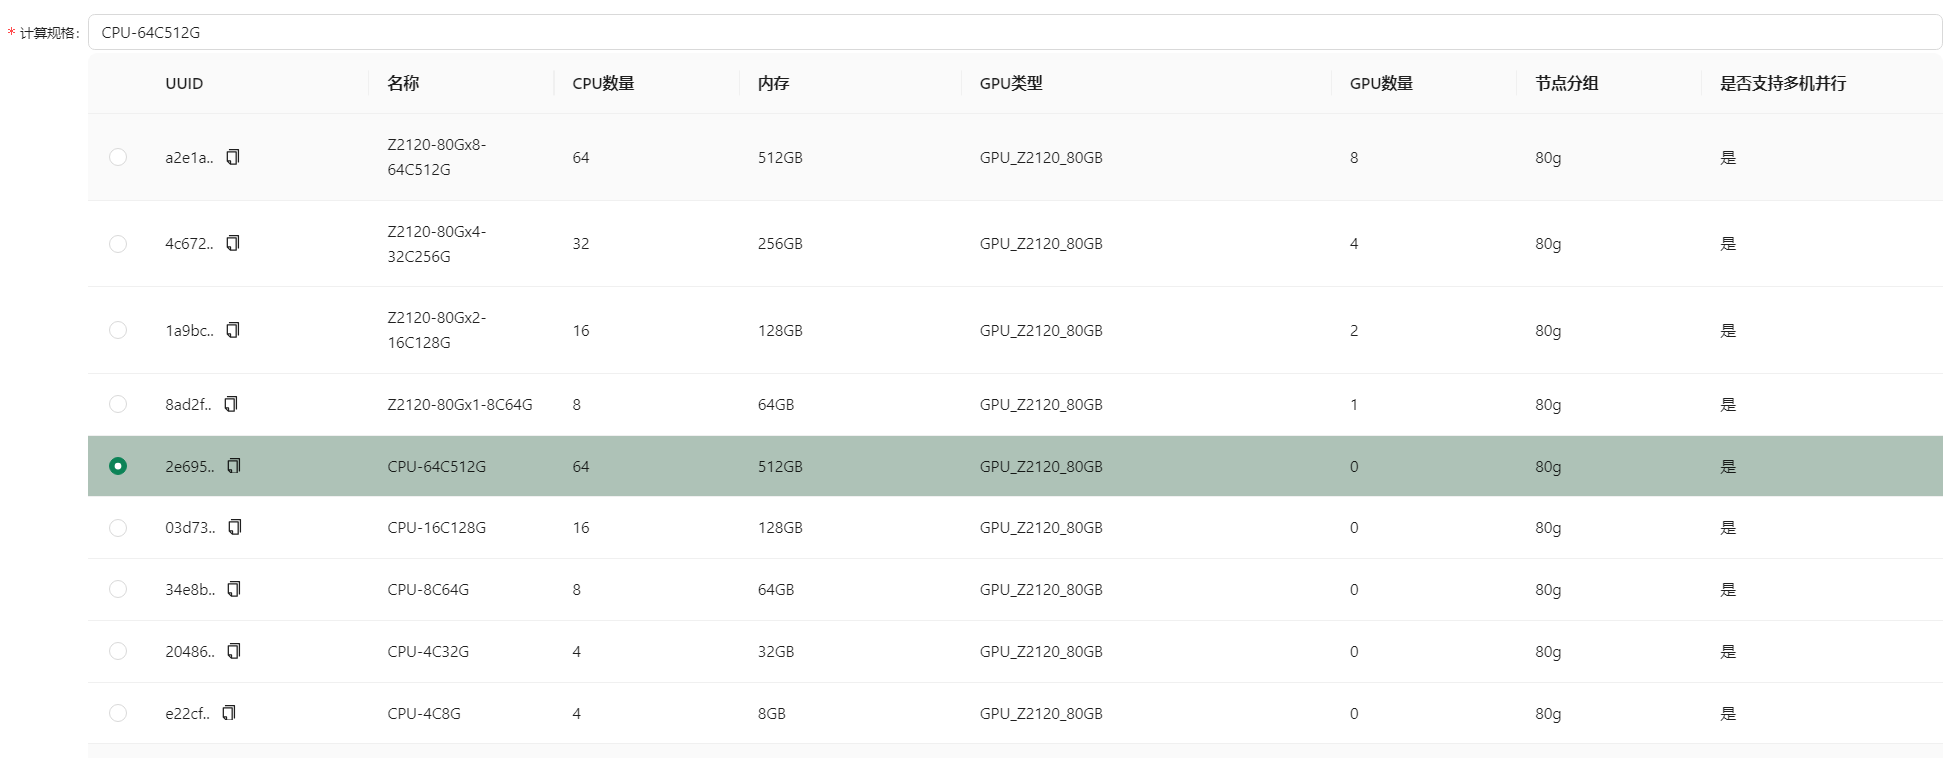 * 计算规格: CPU-64C512G
UUID 名称 CPU数量 内存 GPU类型 GPU数量 节点分组 是否支持多机并行
a2e1a.. Z2120-80Gx8-
64C512G 64 512GB GPU_Z2120_80GB 8 80g 是
4c672.. Z2120-80Gx4-
32C256G 32 256GB GPU_Z2120_80GB 4 80g 是
1a9bc.. Z2120-80Gx2-
16C128G 16 128GB GPU_Z2120_80GB 2 80g 是
8ad2f.. Z2120-80Gx1-8C64G 8 64GB GPU_Z2120_80GB 1 80g 是
2e695.. CPU-64C512G 64 512GB GPU_Z2120_80GB 0 80g 是
03d73.. CPU-16C128G 16 128GB GPU_Z2120_80GB 0 80g 是
34e8b.. CPU-8C64G 8 64GB GPU_Z2120_80GB 0 80g 是
20486.. CPU-4C32G 4 32GB GPU_Z2120_80GB 0 80g 是
e22cf.. CPU-4C8G 4 8GB GPU_Z2120_80GB 0 80g 是